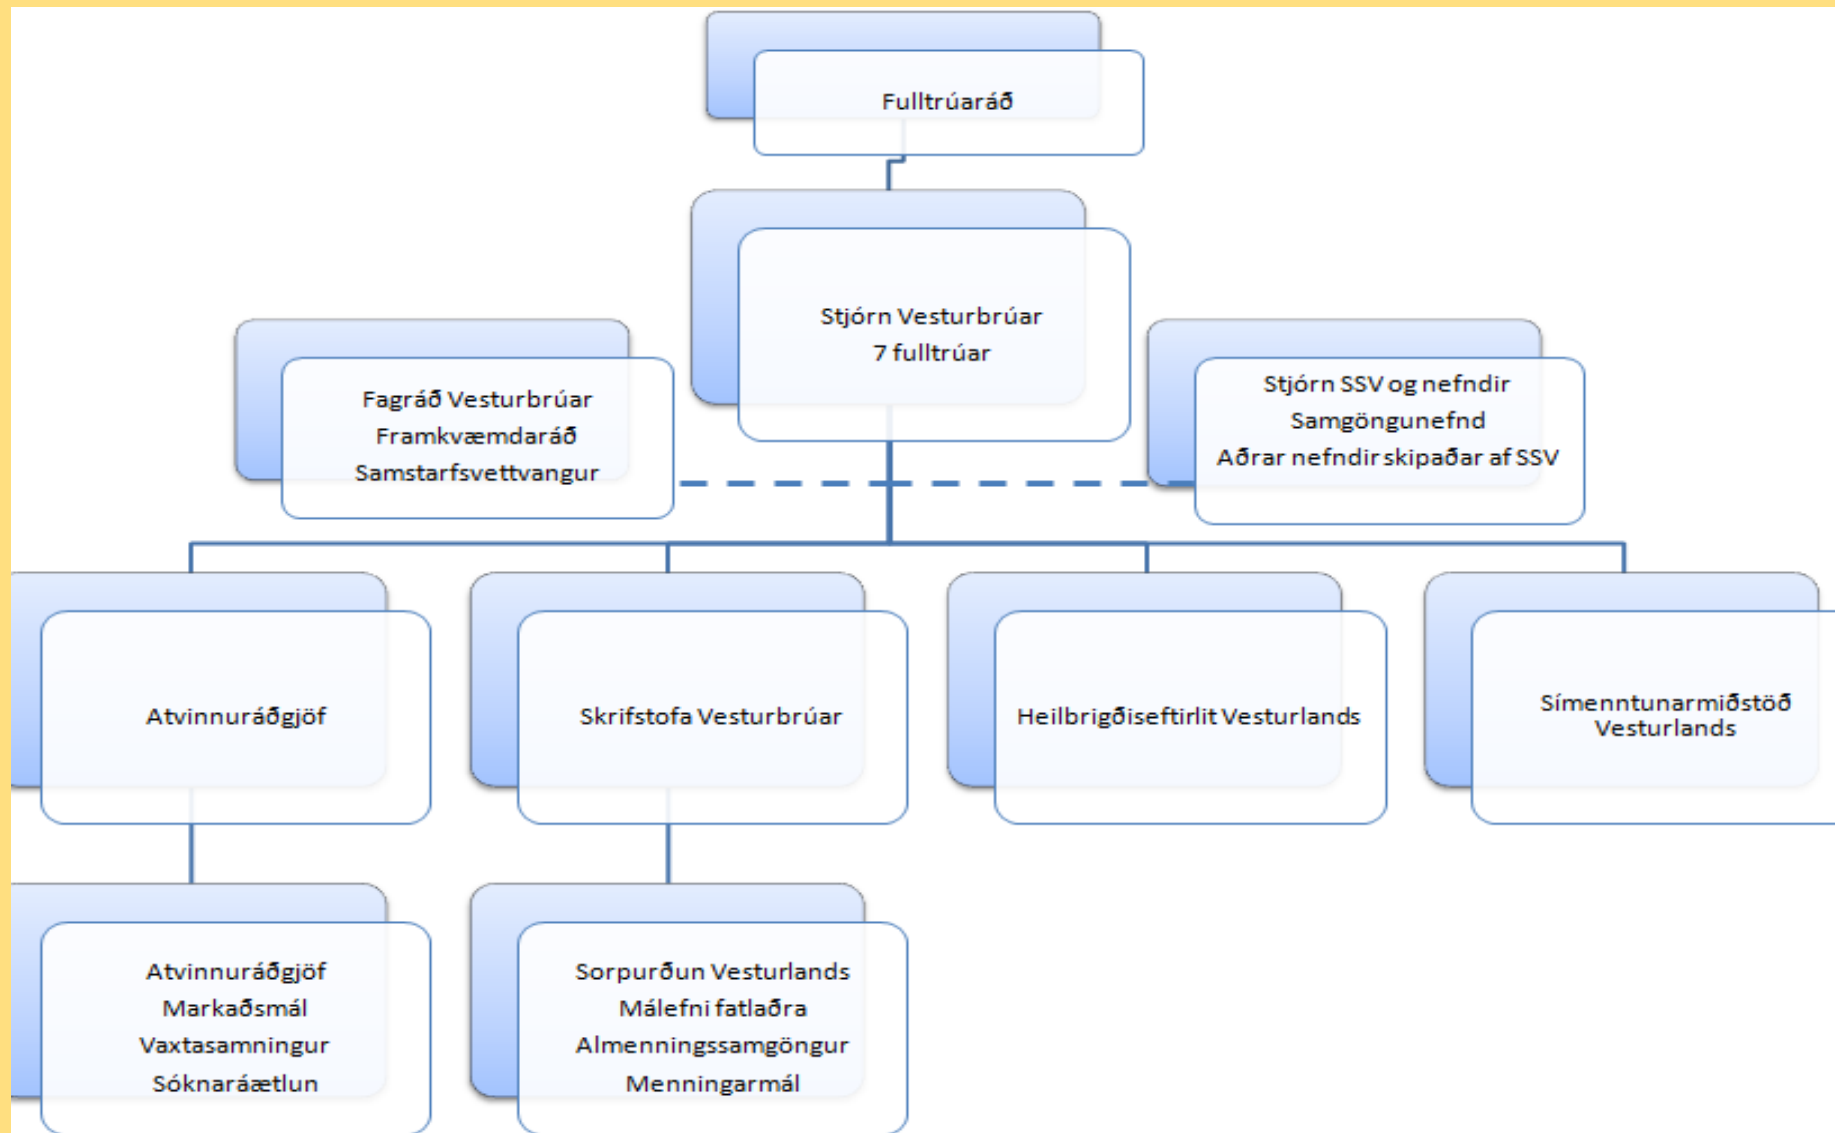 Fulltrúaráð
Stjórn Vesturbrúar
7 fulltrúar
Fagráð Vesturbrúar
Framkvæmdaráð
Samstarfsvettvangur
Stjórn SSV og nefndir
Samgöngunefnd
Aðrar nefndir skipaðar af SSV
Atvinnuráðgjöf
Skrifstofa Vesturbrúar
Heilbrigðiseftirlit Vesturlands
Símenntunarmiðstöð
Vesturlands
Atvinnuráðgjöf
Markaðsmál
Vaxtasamningur
Sóknaráætlun
Sorpurðun Vesturlands
Málefni fatlaðra
Almenningssamgöngur
Menningarmál